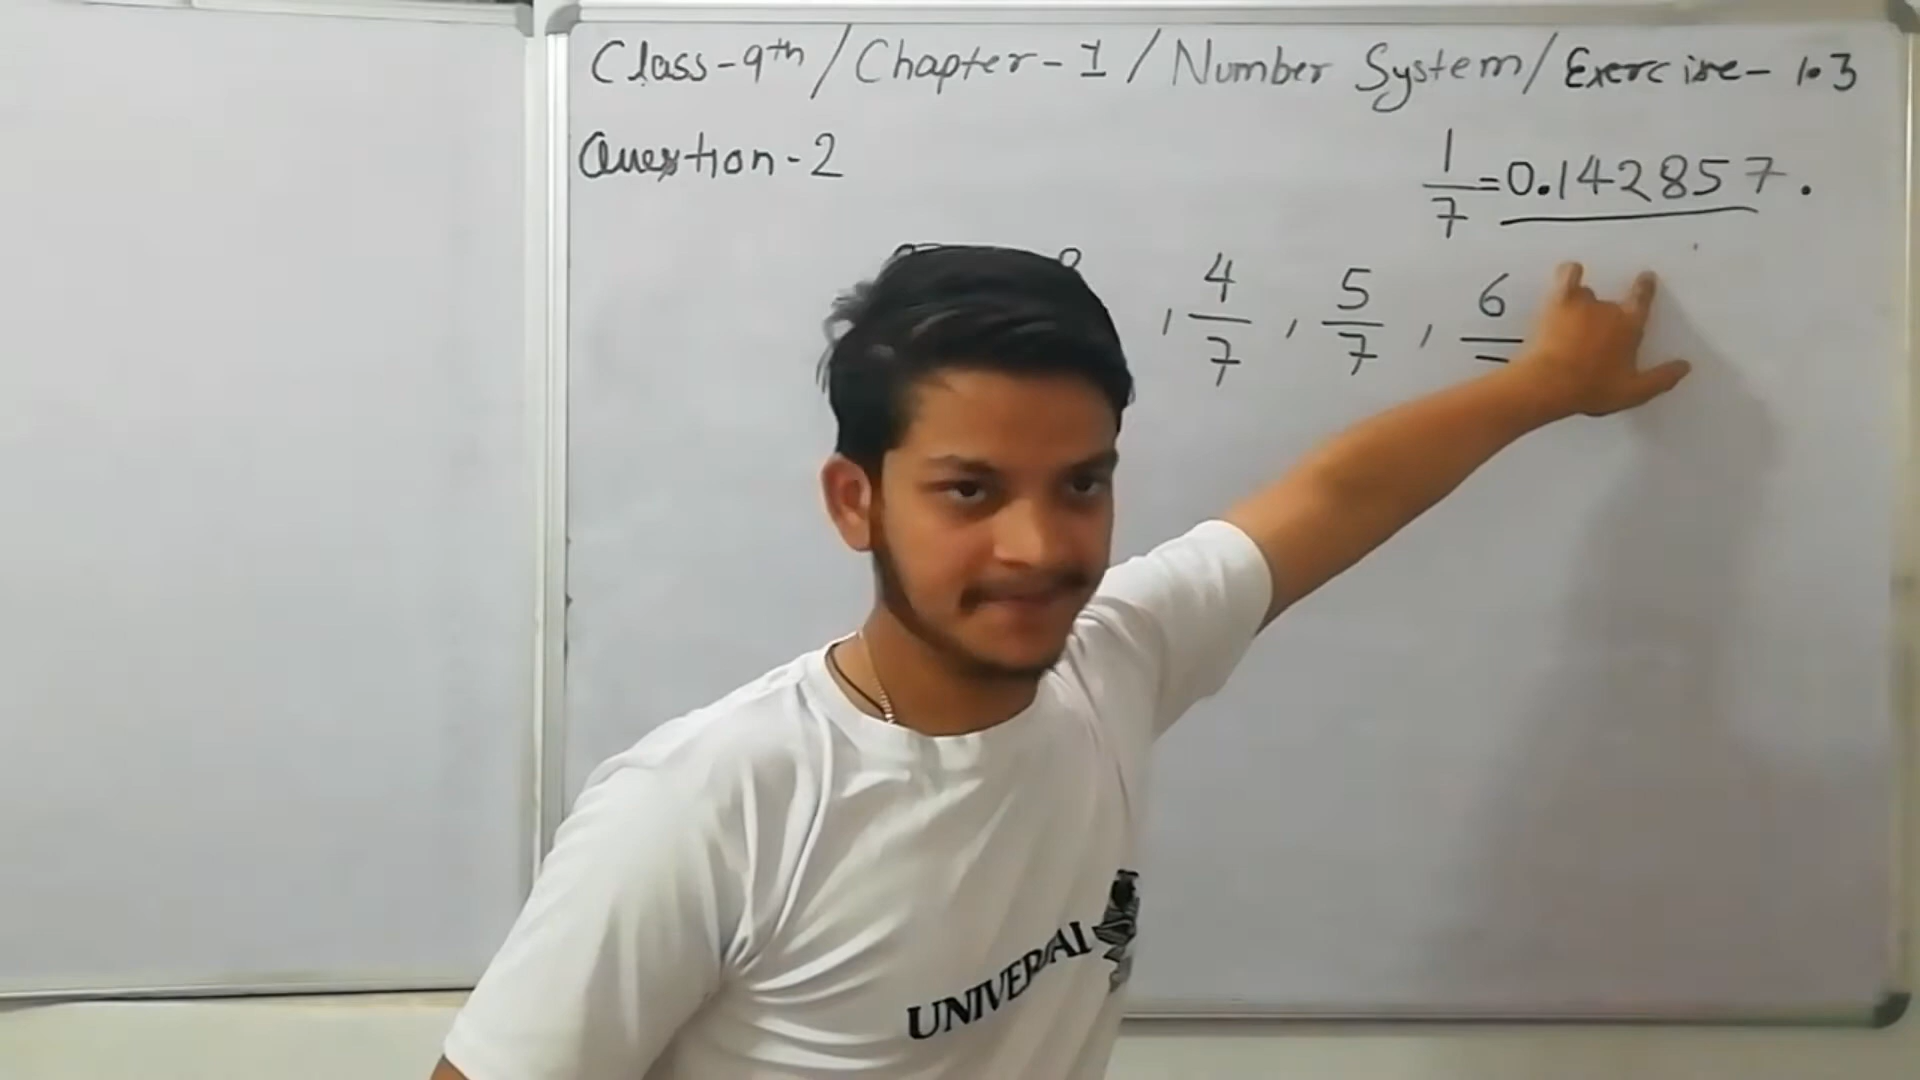 Class-9th/Chapter-1/Number System/Exercise-1.3
Question-2
1/7=0.142857.
, 4/7, 5/7, 6
UNIVERSAL